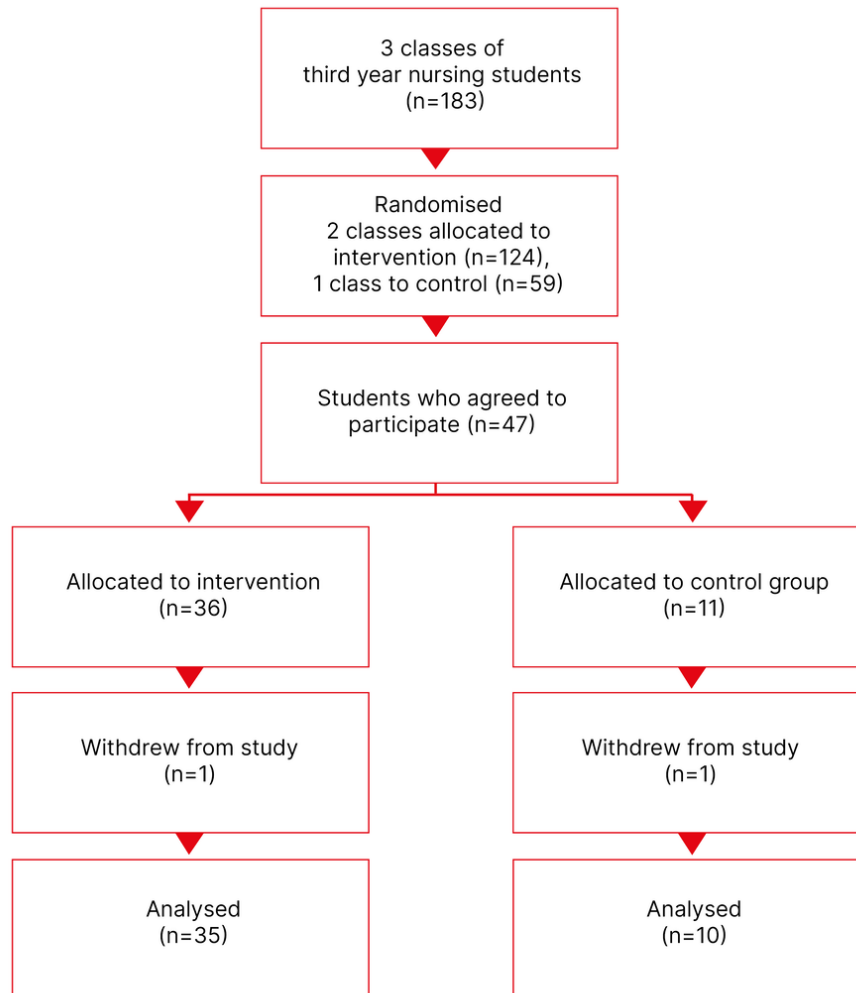 3 classes of
third year nursing students
(n=183)
Randomised
2 classes allocated to
intervention (n=124),
1 class to control (n=59)
Students who agreed to
participate (n=47)
Allocated to intervention
(n=36)
Allocated to control group
(n=11)
Withdrew from study
(n=1)
Withdrew from study
(n=1)
Analysed
(n=35)
Analysed
(n=10)